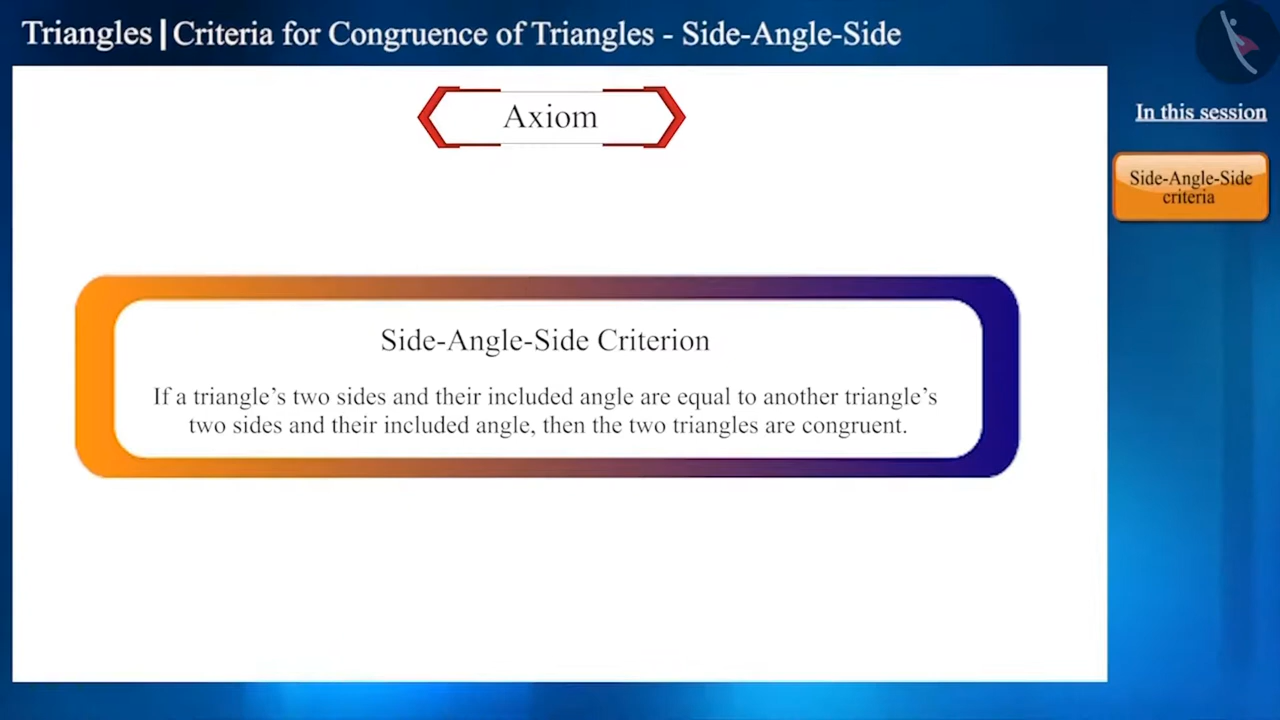 Triangles | Criteria for Congruence of Triangles - Side-Angle-Side
Axiom
In this session
Side-Angle-Side
criteria
Side-Angle-Side Criterion
If a triangle’s two sides and their included angle are equal to another triangle’s
two sides and their included angle, then the two triangles are congruent.